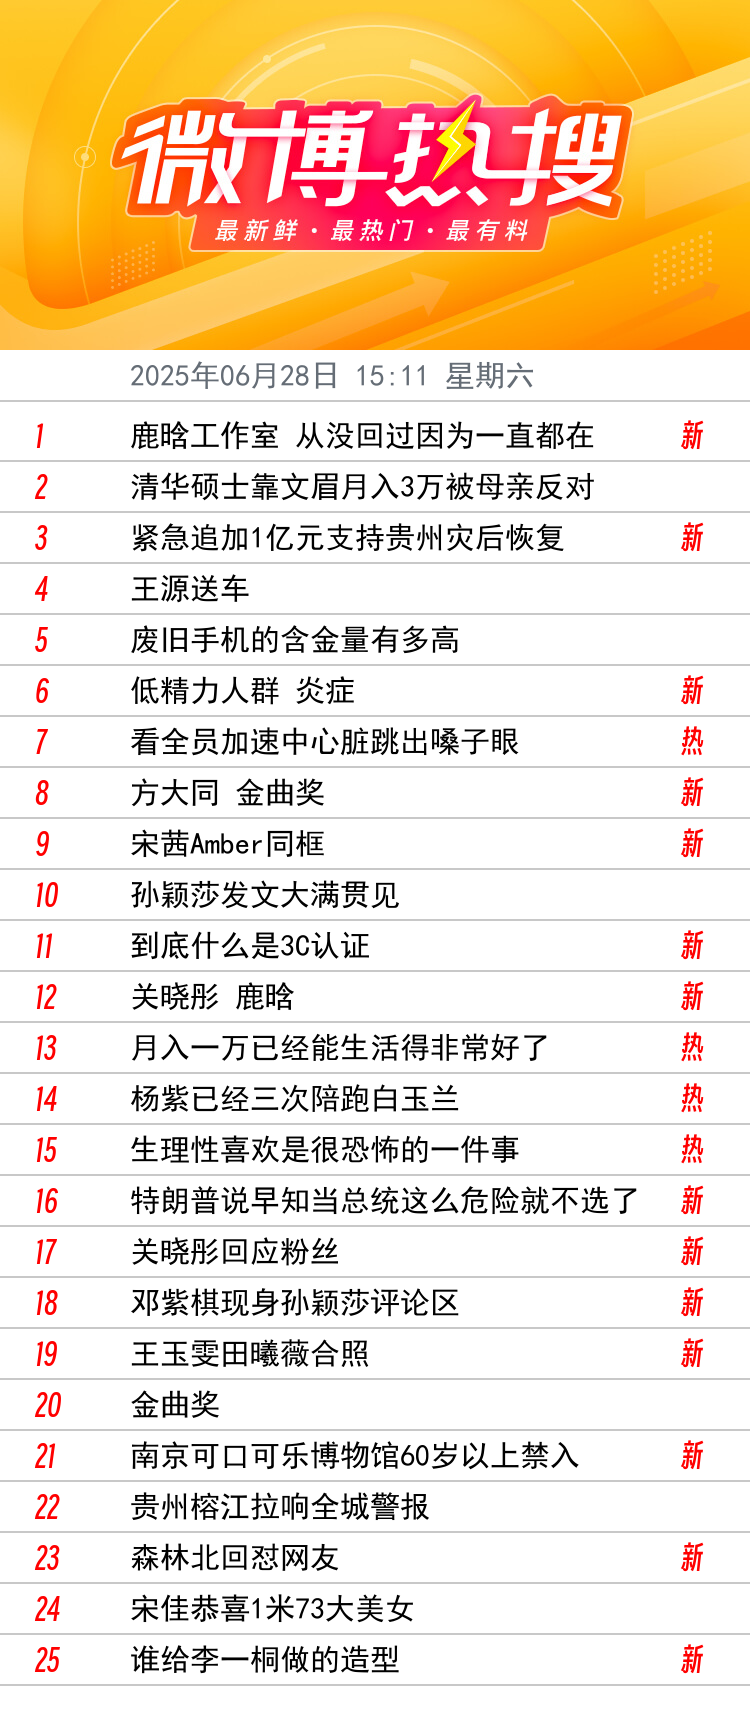 微博热搜
最新鲜·最热门·最有料
2025年06月28日 15:11 星期六
1 鹿晗工作室 从没回过因为一直都在 新
2 清华硕士靠文眉月入3万被母亲反对
3 紧急追加1亿元支持贵州灾后恢复 新
4 王源送车
5 废旧手机的含金量有多高
6 低精力人群 炎症 新
7 看全员加速中心脏跳出嗓子眼 热
8 方大同 金曲奖 新
9 宋茜Amber同框 新
10 孙颖莎发文大满贯见
11 到底什么是3C认证 新
12 关晓彤 鹿晗 新
13 月入一万已经能生活得非常好了 热
14 杨紫已经三次陪跑白玉兰 热
15 生理性喜欢是很恐怖的一件事 热
16 特朗普说早知当总统这么危险就不选了 新
17 关晓彤回应粉丝 新
18 邓紫棋现身孙颖莎评论区 新
19 王玉雯田曦薇合照 新
20 金曲奖
21 南京可口可乐博物馆60岁以上禁入 新
22 贵州榕江拉响全城警报
23 森林北回怼网友 新
24 宋佳恭喜1米73大美女
25 谁给李一桐做的造型 新